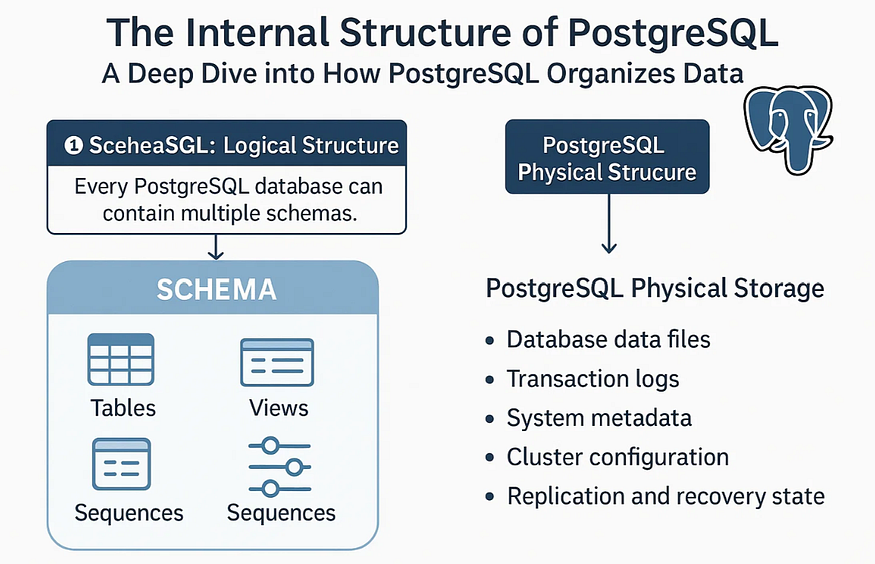 The Internal Structure of PostgreSQL
A Deep Dive into How PostgreSQL Organizes Data
❶ SceheaSGL: Logical Structure
Every PostgreSQL database can
contain multiple schemas.
SCHEMA
Tables
Views
Sequences
Sequences
PostgreSQL
Physical Strucure
PostgreSQL Physical Storage
• Database data files
• Transaction logs
• System metadata
• Cluster configuration
• Replication and recovery state